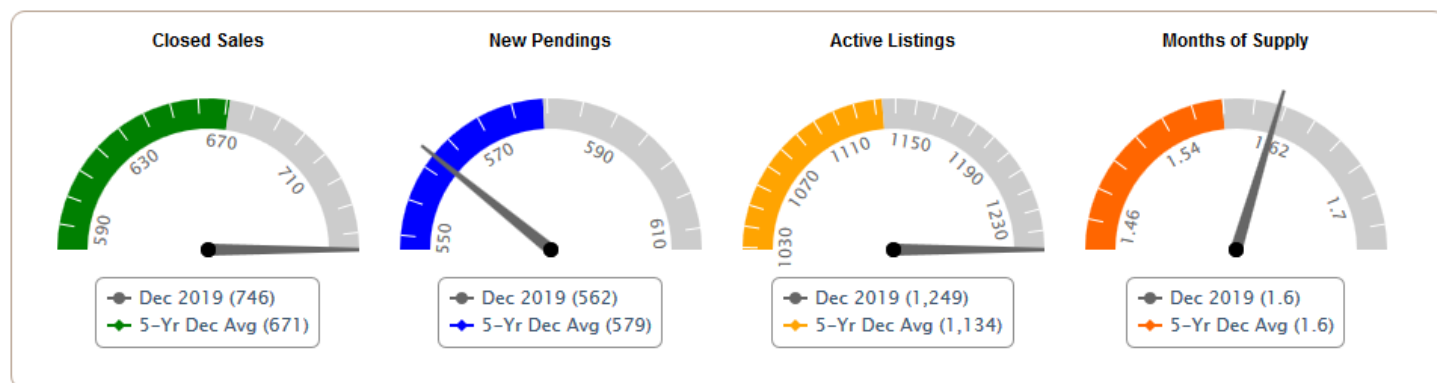 Closed Sales
New Pendings
Active Listings
Months of Supply
590
630
670
710
Dec 2019 (746)
5-Yr Dec Avg (671)
550
570
590
610
Dec 2019 (562)
5-Yr Dec Avg (579)
1030
1070
1110
1150
1190
1230
Dec 2019 (1,249)
5-Yr Dec Avg (1,134)
1.46
1.54
1.62
1.7
Dec 2019 (1.6)
5-Yr Dec Avg (1.6)